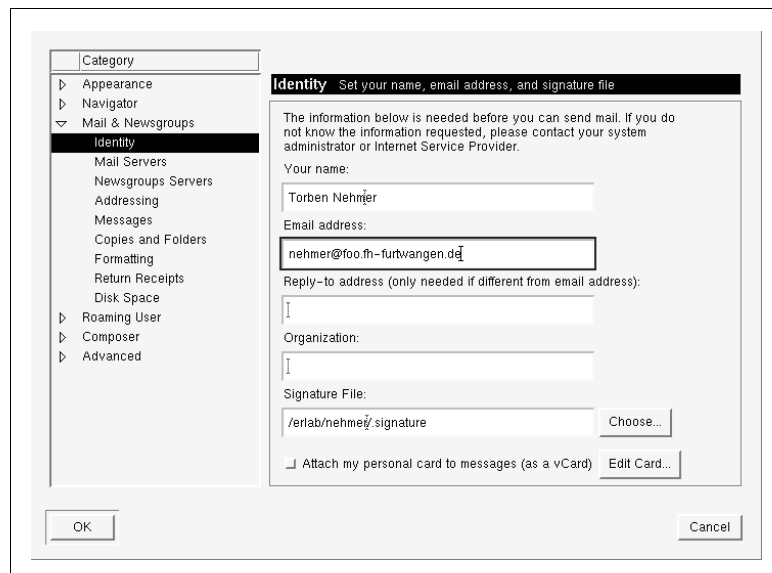 Category
Appearance
Navigator
Mail & Newsgroups
Identity
Mail Servers
Newsgroups Servers
Addressing
Messages
Copies and Folders
Formatting
Return Receipts
Disk Space
Roaming User
Composer
Advanced
Identity Set your name, email address, and signature file
The information below is needed before you can send mail. If you do
not know the information requested, please contact your system
administrator or Internet Service Provider.
Your name:
Torben Nehmer
Email address:
nehmer@foo.fh-furtwangen.de
Reply-to address (only needed if different from email address):
Organization:
Signature File:
/erlab/nehmer/.signature
Choose...
Attach my personal card to messages (as a vCard)
Edit Card...
OK
Cancel